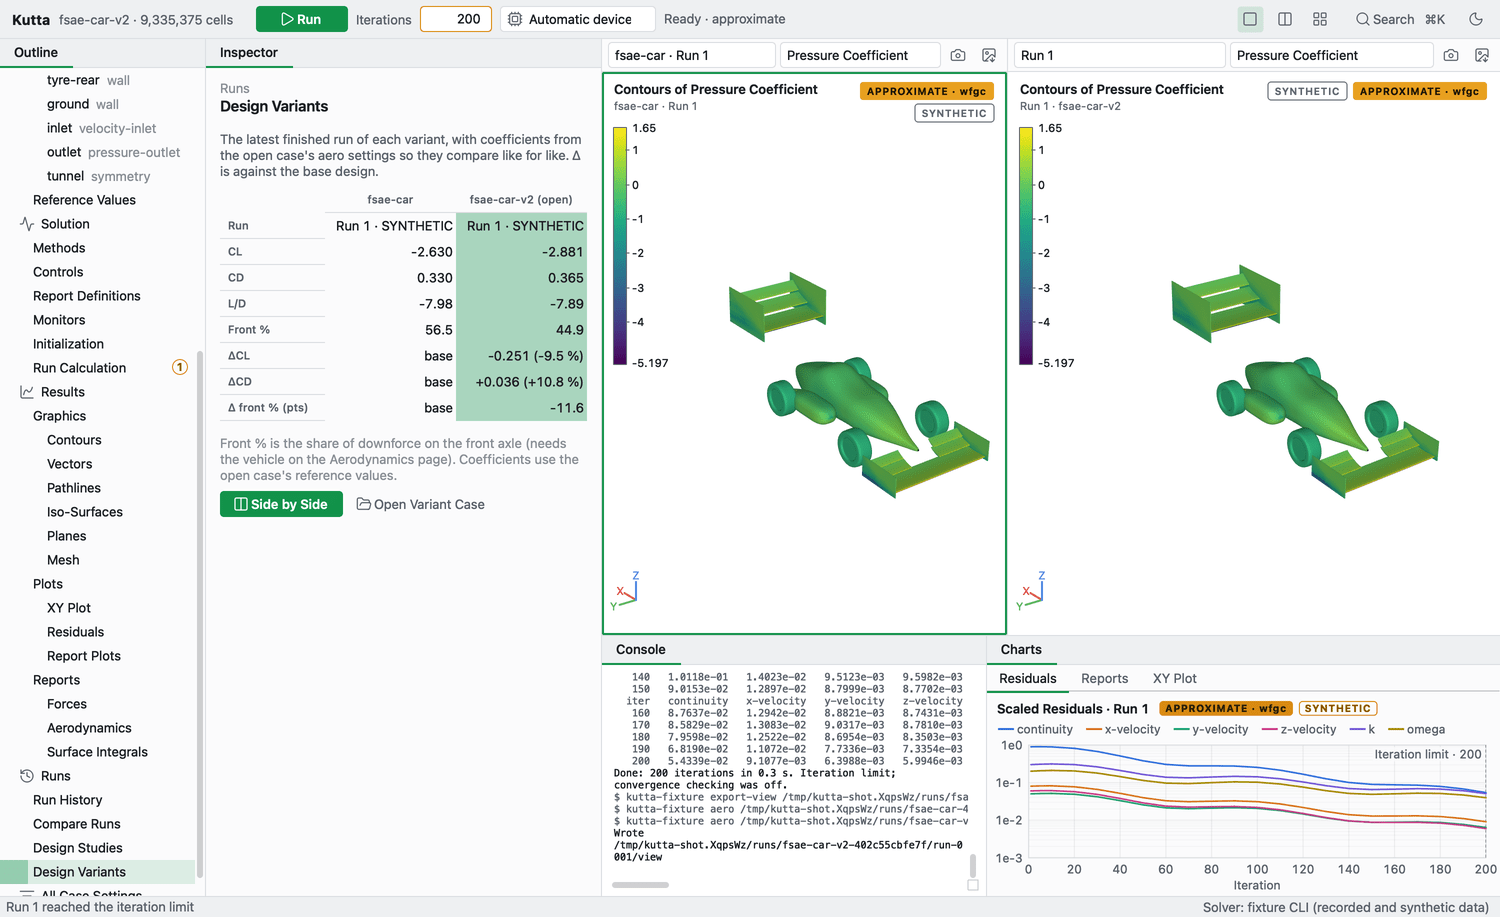 Kutta fsae-car-v2 · 9,335,375 cells Run Iterations 200 Automatic device Ready · approximate Search ⌘K
Outline
tyre-rear wall
ground wall
inlet velocity-inlet
outlet pressure-outlet
tunnel symmetry
Reference Values
Solution
Methods
Controls
Report Definitions
Monitors
Initialization
Run Calculation 1
Results
Graphics
Contours
Vectors
Pathlines
Iso-Surfaces
Planes
Mesh
Plots
XY Plot
Residuals
Report Plots
Reports
Forces
Aerodynamics
Surface Integrals
Runs
Run History
Compare Runs
Design Studies
Design Variants
All Case Settings
Inspector
Runs
Design Variants
The latest finished run of each variant, with coefficients from
the open case's aero settings so they compare like for like. Δ
is against the base design.
fsae-car fsae-car-v2 (open)
Run Run 1 · SYNTHETIC Run 1 · SYNTHETIC
CL -2.630 -2.881
CD 0.330 0.365
L/D -7.98 -7.89
Front % 56.5 44.9
ΔCL base -0.251 (-9.5 %)
ΔCD base +0.036 (+10.8 %)
Δ front % (pts) base -11.6
Front % is the share of downforce on the front axle (needs
the vehicle on the Aerodynamics page). Coefficients use the
open case's reference values.
Side by Side Open Variant Case
fsae-car · Run 1 Pressure Coefficient
Contours of Pressure Coefficient APPROXIMATE · wfgc
fsae-car · Run 1 SYNTHETIC
1.65
1
0
-1
-2
-3
-4
-5.197
Z
X
Y
Run 1 Pressure Coefficient
Contours of Pressure Coefficient SYNTHETIC APPROXIMATE · wfgc
Run 1 · fsae-car-v2
1.65
1
0
-1
-2
-3
-4
-5.197
Z
X
Y
Console
140 1.0118e-01 1.4023e-02 9.5123e-03 9.5982e-03
150 9.0153e-02 1.2897e-02 8.7999e-03 8.7702e-03
iter continuity x-velocity y-velocity z-velocity
160 8.7637e-02 1.2942e-02 8.8821e-03 8.7431e-03
170 8.5829e-02 1.3083e-02 9.0317e-03 8.7810e-03
180 7.9598e-02 1.2522e-02 8.6954e-03 8.3503e-03
190 6.8190e-02 1.1072e-02 7.7336e-03 7.3354e-03
200 5.4339e-02 9.1077e-03 6.3988e-03 5.9946e-03
Done: 200 iterations in 0.3 s. Iteration limit;
convergence checking was off.
$ kutta-fixture export-view /tmp/kutta-shot.XqpsWz/runs/fsa
$ kutta-fixture aero /tmp/kutta-shot.XqpsWz/runs/fsae-car-4
$ kutta-fixture aero /tmp/kutta-shot.XqpsWz/runs/fsae-car-v
Wrote
/tmp/kutta-shot.XqpsWz/runs/fsae-car-v2-402c55cbfe7f/run-0
001/view
Charts
Residuals Reports XY Plot
Scaled Residuals · Run 1 APPROXIMATE · wfgc SYNTHETIC
continuity x-velocity y-velocity z-velocity k omega
Iteration limit · 200
1e0
1e-1
1e-2
1e-3
0 20 40 60 80 100 120 140 160 180 200
Iteration
Run 1 reached the iteration limit Solver: fixture CLI (recorded and synthetic data)